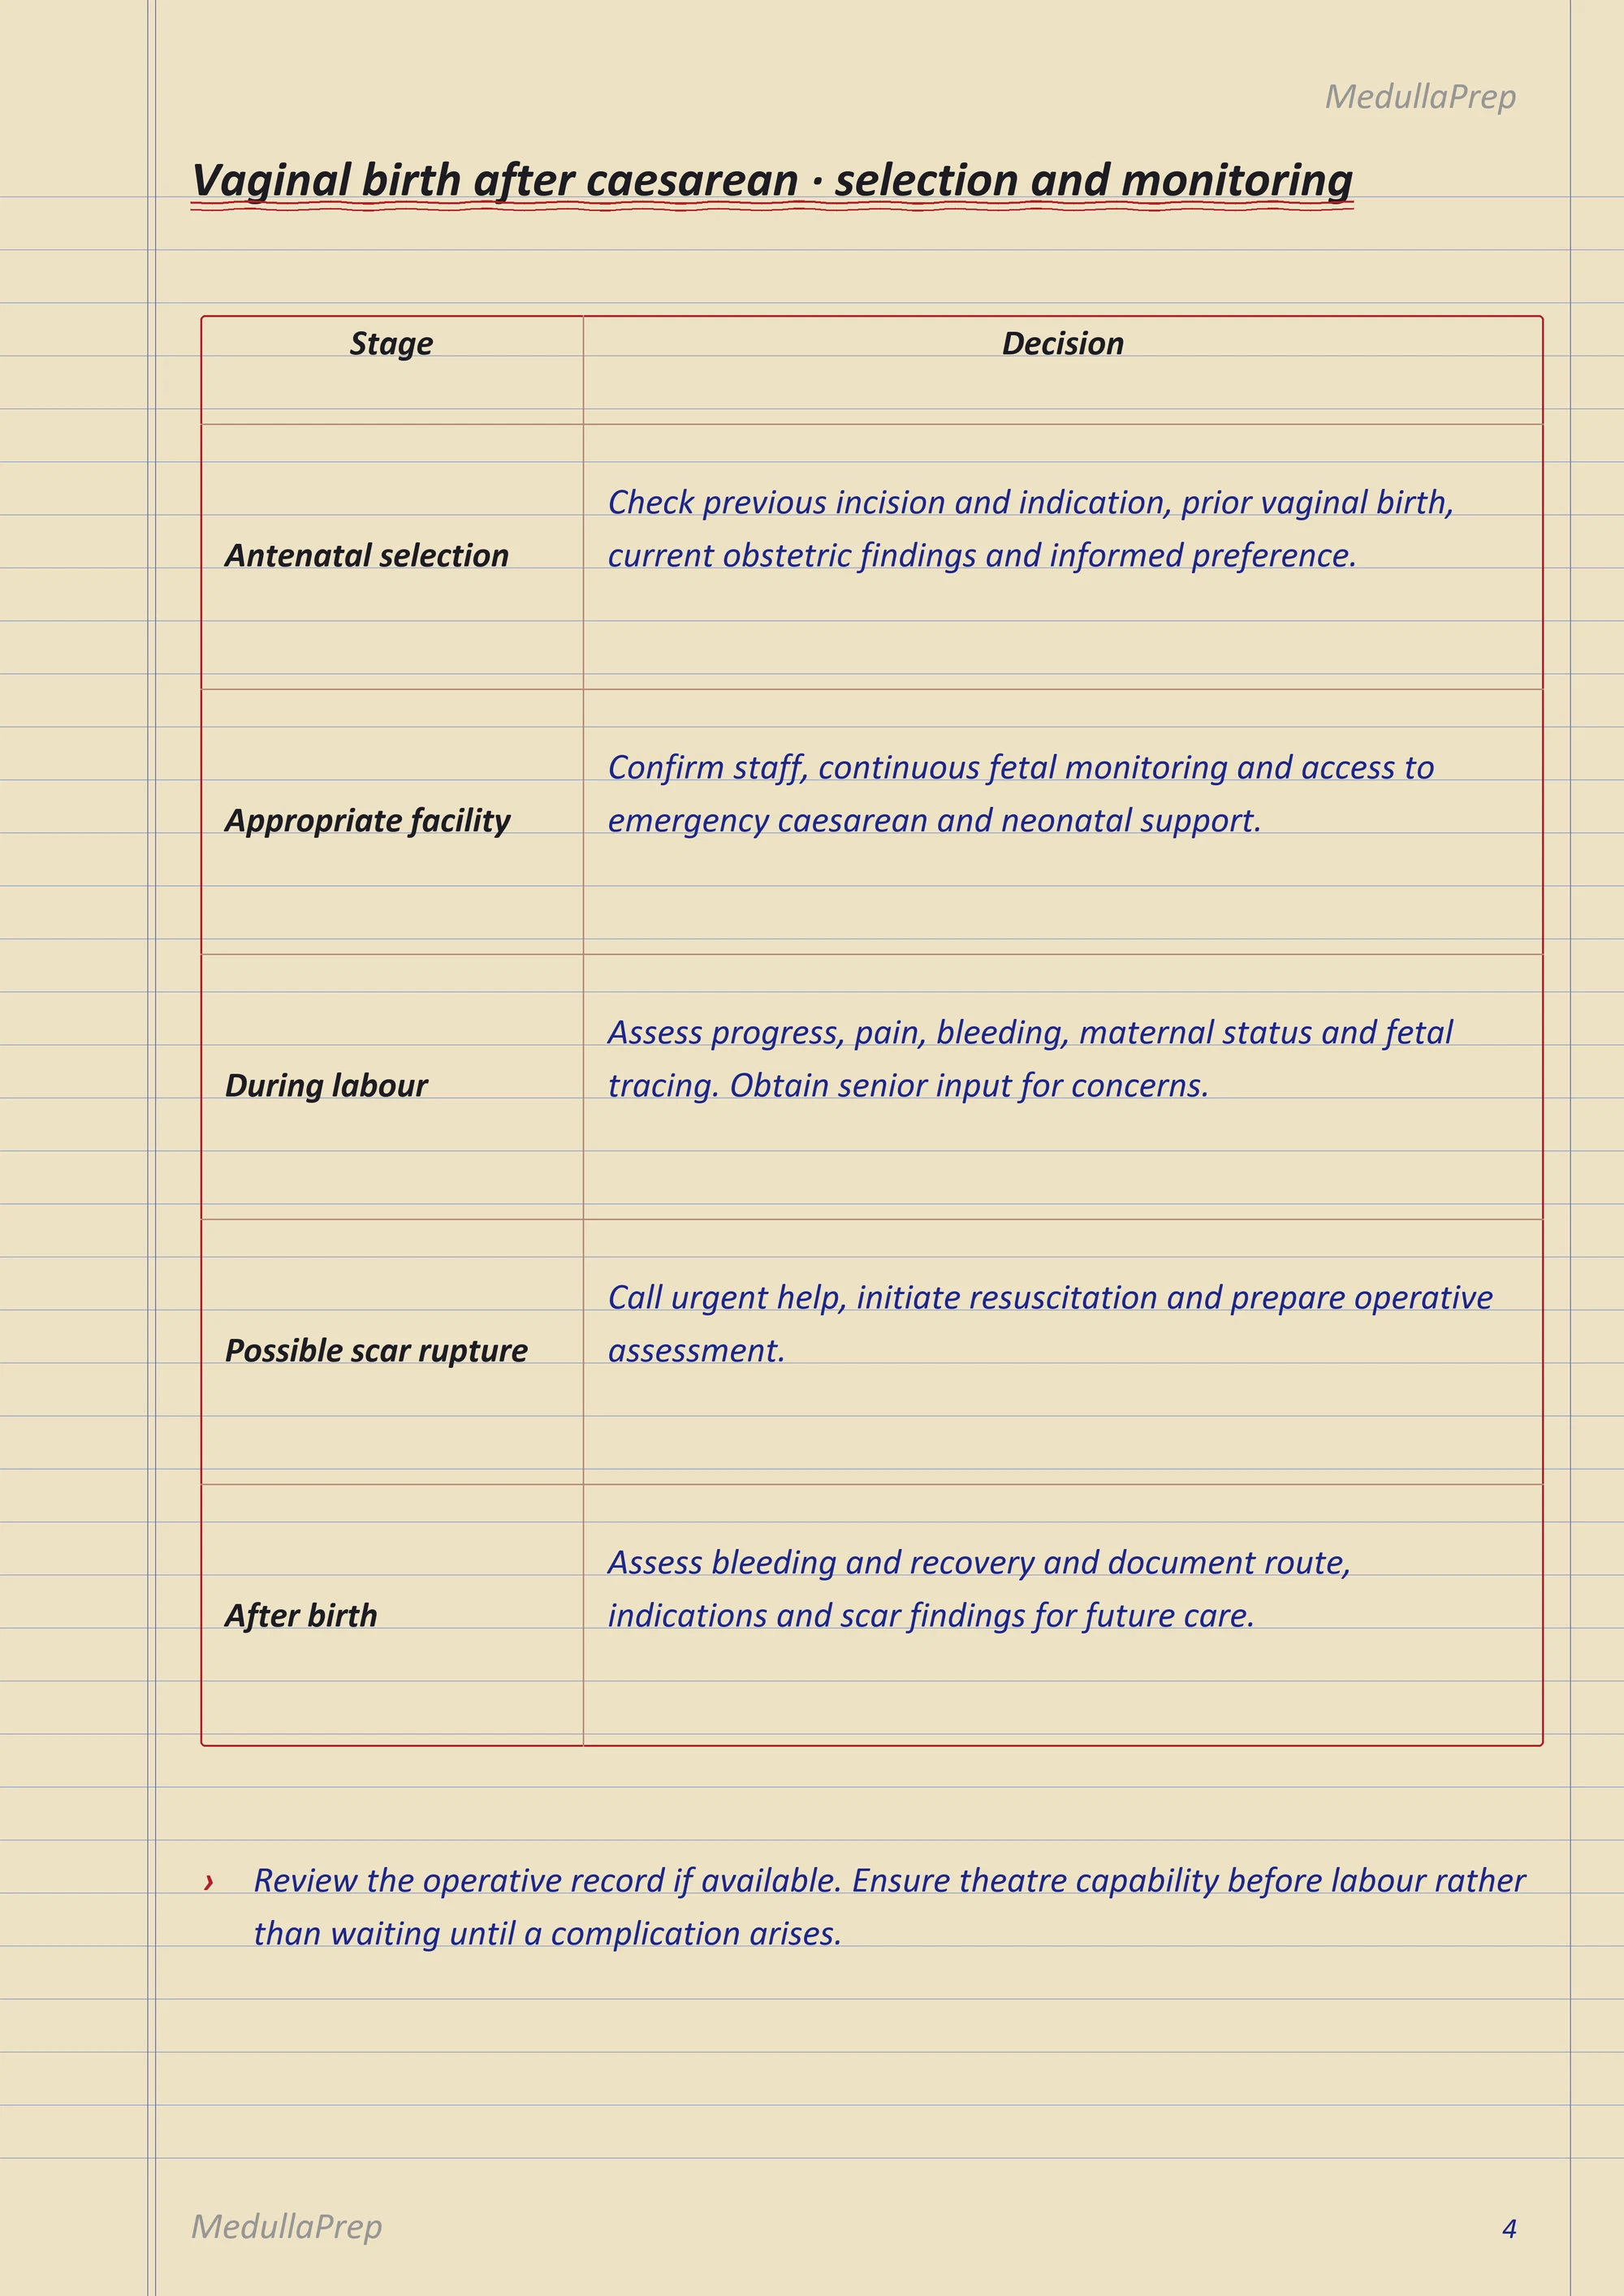 MedullaPrep
Vaginal birth after caesarean · selection and monitoring
Stage Decision
Check previous incision and indication, prior vaginal birth,
Antenatal selection current obstetric findings and informed preference.
Confirm staff, continuous fetal monitoring and access to
Appropriate facility emergency caesarean and neonatal support.
Assess progress, pain, bleeding, maternal status and fetal
During labour tracing. Obtain senior input for concerns.
Call urgent help, initiate resuscitation and prepare operative
Possible scar rupture assessment.
Assess bleeding and recovery and document route,
After birth indications and scar findings for future care.
› Review the operative record if available. Ensure theatre capability before labour rather
than waiting until a complication arises.
MedullaPrep 4